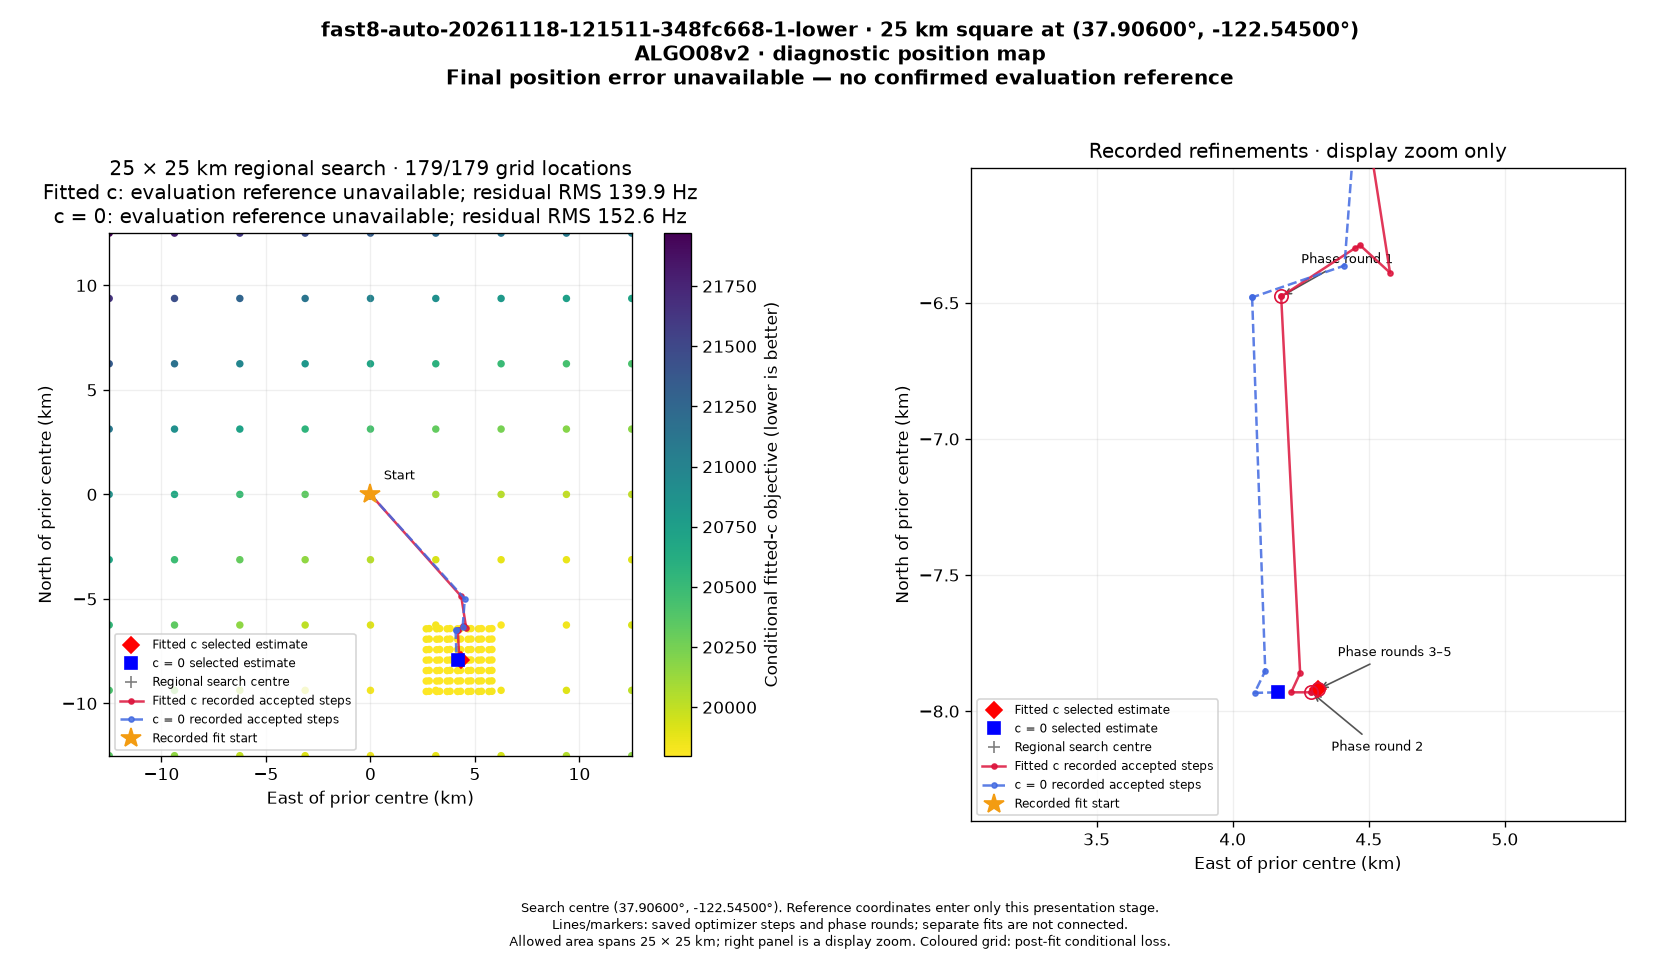 fast8-auto-20261118-121511-348fc668-1-lower · 25 km square at (37.90600°, -122.54500°)
ALGO08v2 · diagnostic position map
Final position error unavailable — no confirmed evaluation reference
25 × 25 km regional search · 179/179 grid locations
Fitted c: evaluation reference unavailable; residual RMS 139.9 Hz
c = 0: evaluation reference unavailable; residual RMS 152.6 Hz
10
5
0
−5
−10
North of prior centre (km)
Start
Fitted c selected estimate
c = 0 selected estimate
Regional search centre
Fitted c recorded accepted steps
c = 0 recorded accepted steps
Recorded fit start
−10
−5
0
5
10
East of prior centre (km)
21750
21500
21250
21000
20750
20500
20250
20000
Conditional fitted-c objective (lower is better)
Recorded refinements · display zoom only
Phase round 1
−6.5
−7.0
−7.5
−8.0
North of prior centre (km)
Phase rounds 3–5
Phase round 2
Fitted c selected estimate
c = 0 selected estimate
Regional search centre
Fitted c recorded accepted steps
c = 0 recorded accepted steps
Recorded fit start
3.5
4.0
4.5
5.0
East of prior centre (km)
Search centre (37.90600°, -122.54500°). Reference coordinates enter only this presentation stage.
Lines/markers: saved optimizer steps and phase rounds; separate fits are not connected.
Allowed area spans 25 × 25 km; right panel is a display zoom. Coloured grid: post-fit conditional loss.